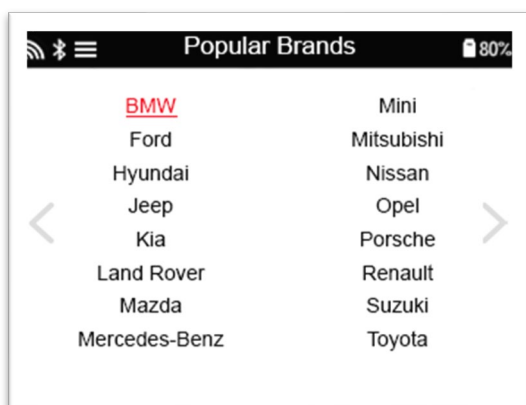 Popular Brands
80%
BMW
Ford
Hyundai
Jeep
Kia
Land Rover
Mazda
Mercedes-Benz
Mini
Mitsubishi
Nissan
Opel
Porsche
Renault
Suzuki
Toyota